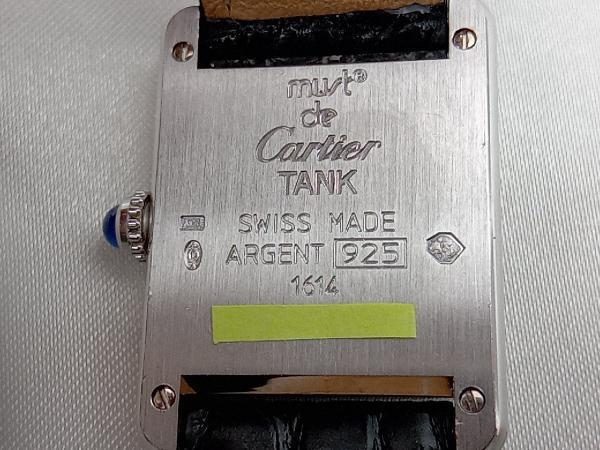 must®
de
Cartier
TANK
SWISS MADE
ARGENT 925
1614